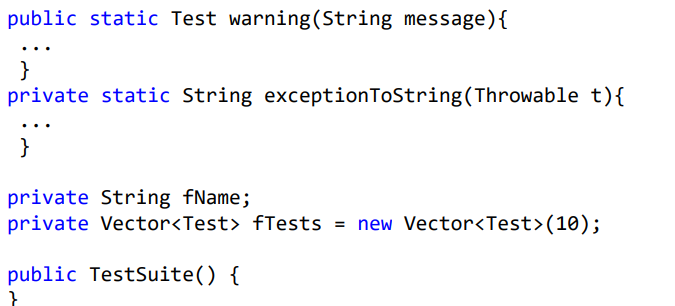 public static Test warning(String message){
...
}
private static String exceptionToString(Throwable t){
...
}
private String fName;
private Vector<Test> fTests = new Vector<Test>(10);
public TestSuite() {
}